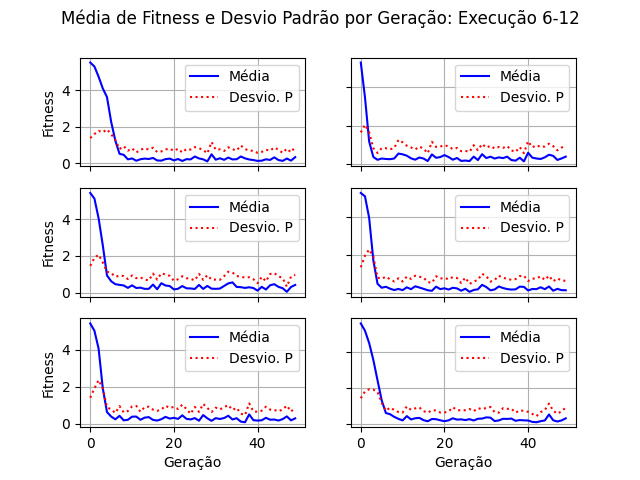 Média de Fitness e Desvio Padrão por Geração: Execução 6-12
Fitness
4
2
0
Média
Desvio. P
Média
Desvio. P
Fitness
4
2
0
Média
Desvio. P
Média
Desvio. P
Fitness
4
2
0
Média
Desvio. P
0 20 40
Geração
Média
Desvio. P
0 20 40
Geração